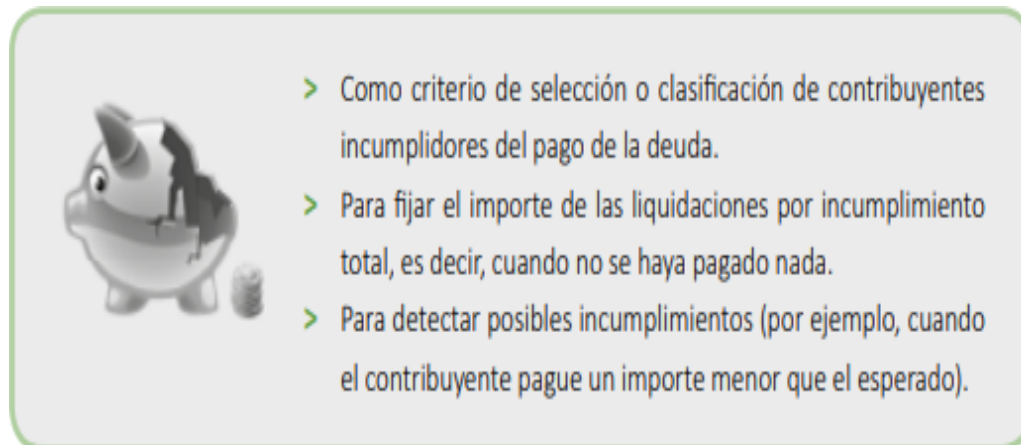 > Como criterio de selección o clasificación de contribuyentes
incumplidores del pago de la deuda.
> Para fijar el importe de las liquidaciones por incumplimiento
total, es decir, cuando no se haya pagado nada.
> Para detectar posibles incumplimientos (por ejemplo, cuando
el contribuyente pague un importe menor que el esperado).